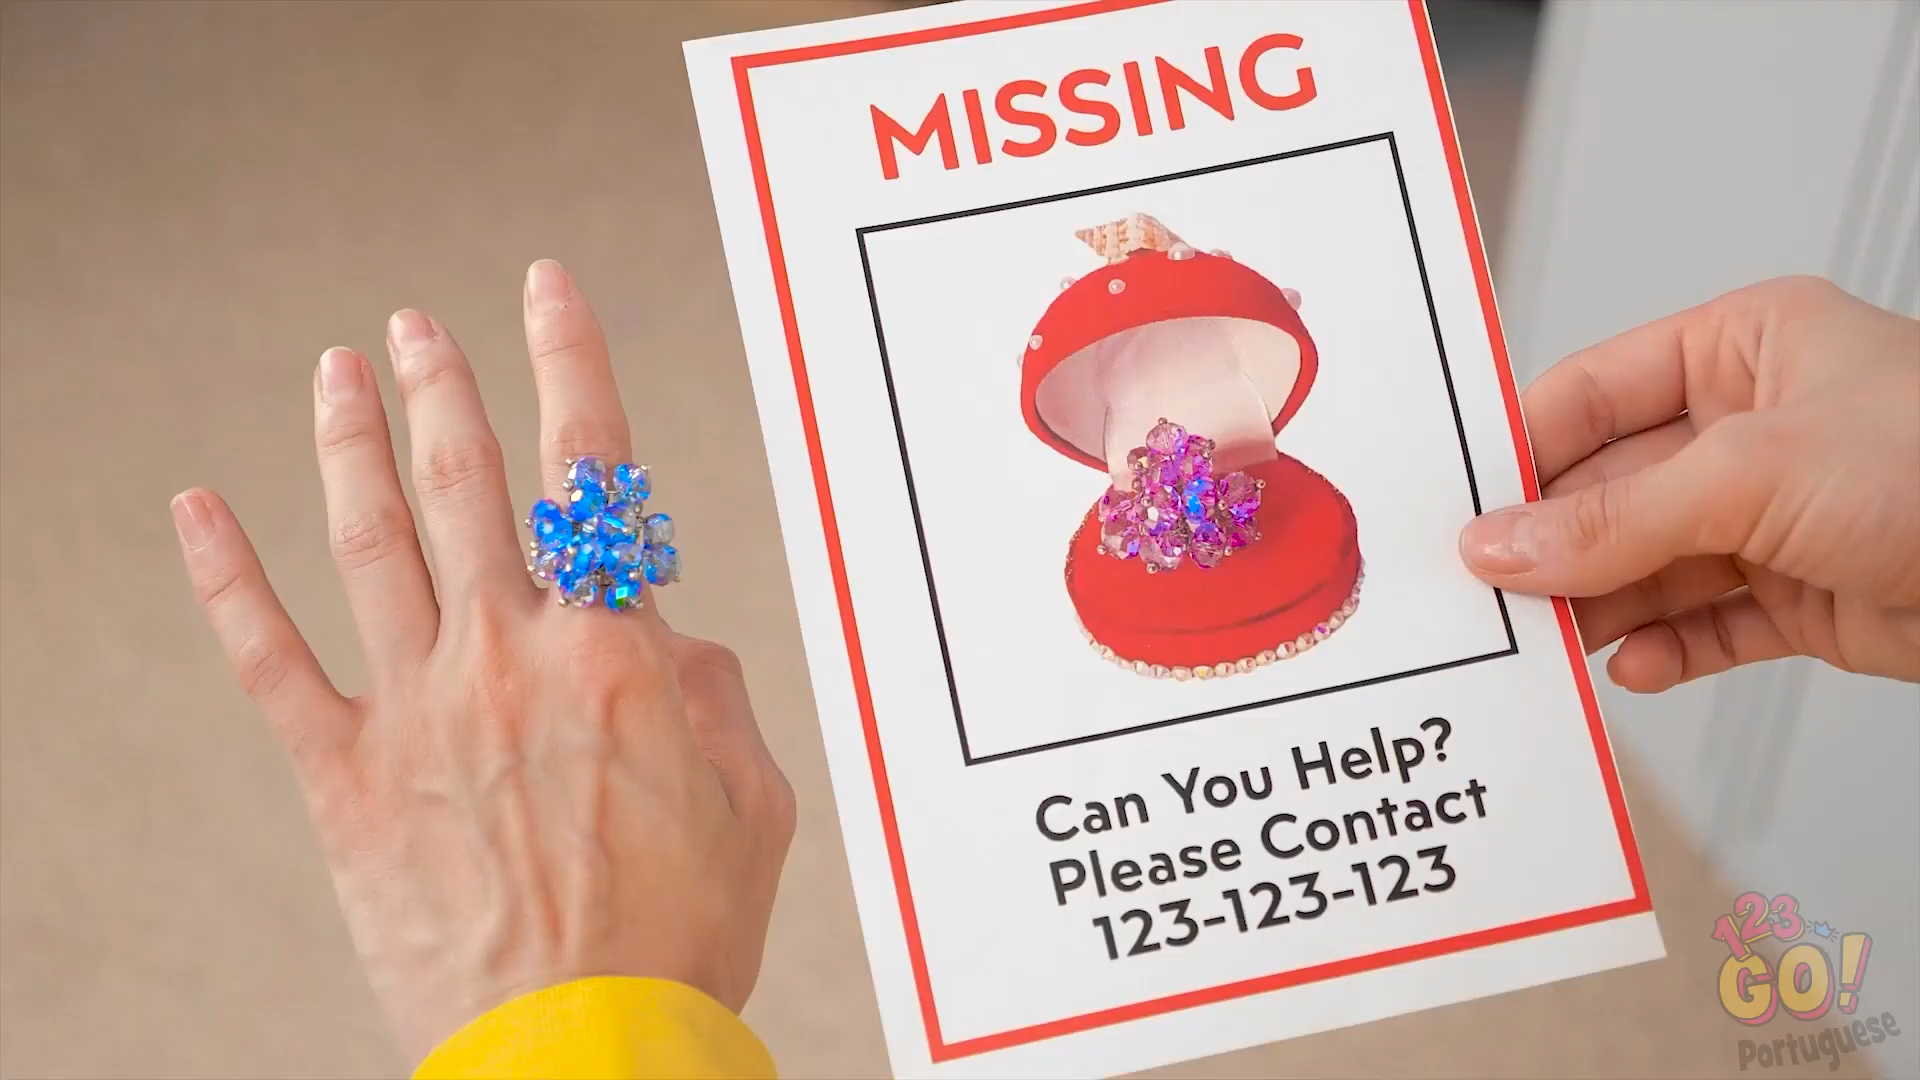 MISSING
Can You Help?
Please Contact
123-123-123
123
GO!
Portuguese